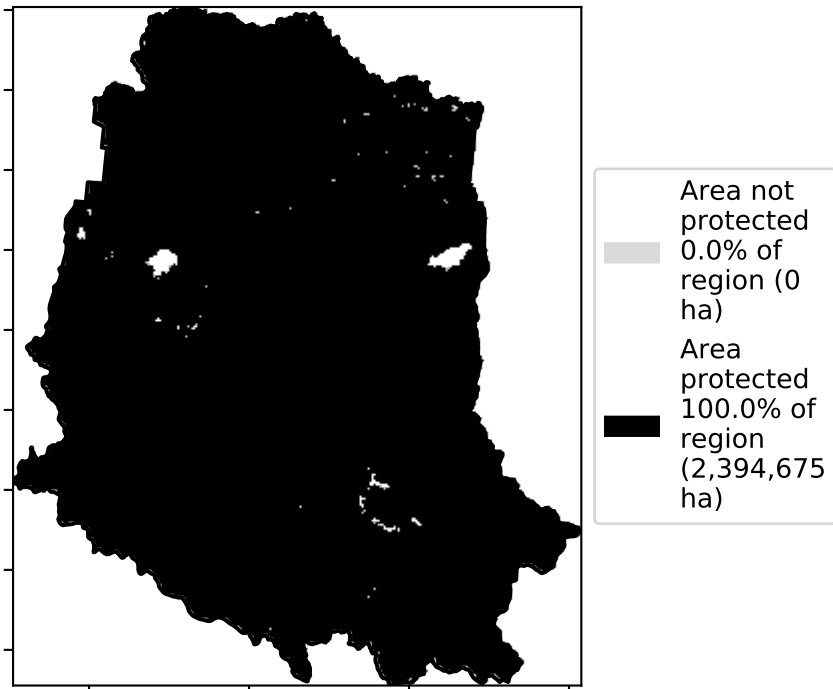 Area not
protected
0.0% of
region (0
ha)
Area
protected
100.0% of
region
(2,394,675
ha)